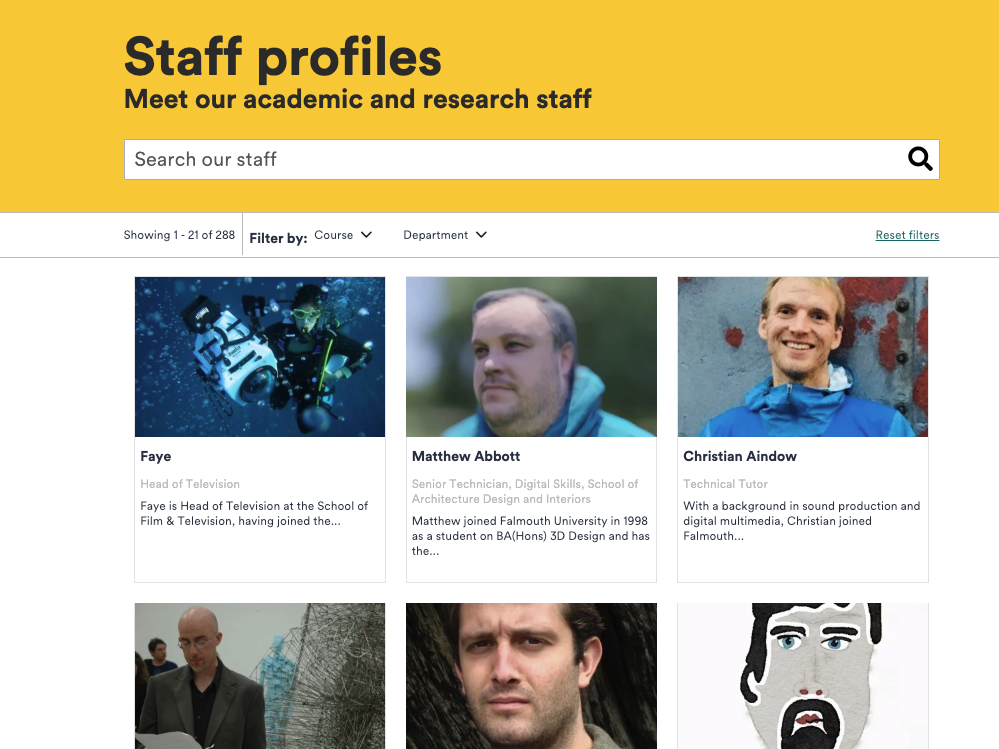 Staff profiles
Meet our academic and research staff
Search our staff
Showing 1 - 21 of 288
Filter by:
Course
Department
Reset filters
Faye
Head of Television
Faye is Head of Television at the School of
Film & Television, having joined the...
Matthew Abbott
Senior Technician, Digital Skills, School of
Architecture Design and Interiors
Matthew joined Falmouth University in 1998
as a student on BA(Hons) 3D Design and has
the...
Christian Aindow
Technical Tutor
With a background in sound production and
digital multimedia, Christian joined
Falmouth...